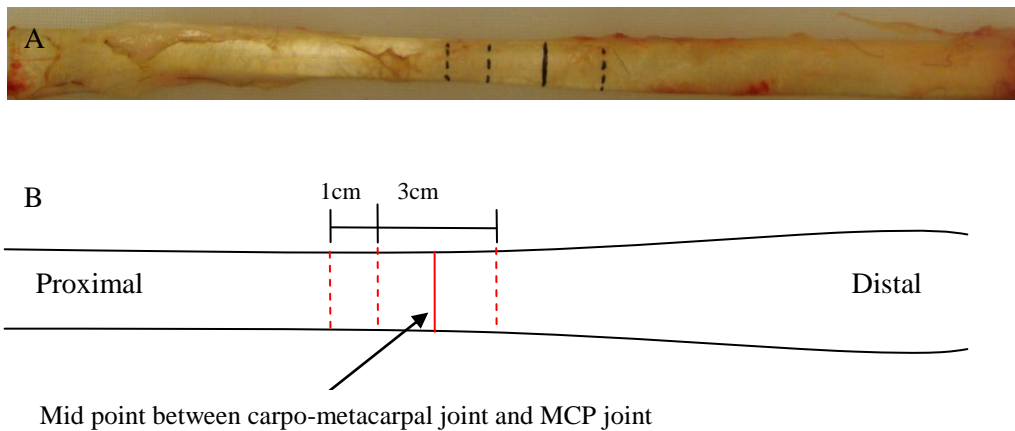 A
B
1cm 3cm
Proximal Distal
Mid point between carpo-metacarpal joint and MCP joint